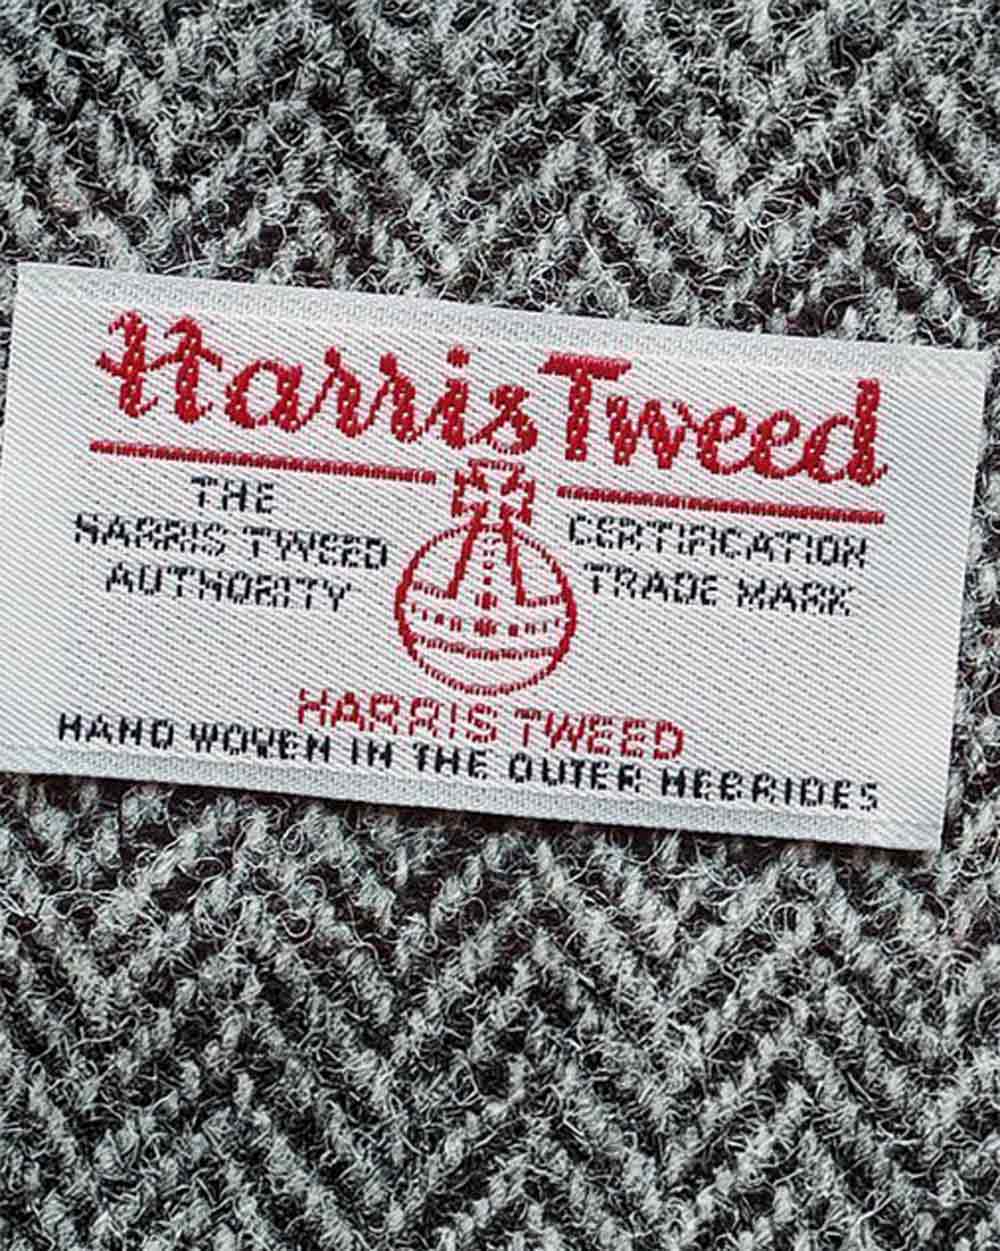 Harris Tweed
THE
HARRIS TWEED
AUTHORITY
CERTIFICATION
TRADE MARK
HARRIS TWEED
HAND WOVEN IN THE OUTER HEBRIDES